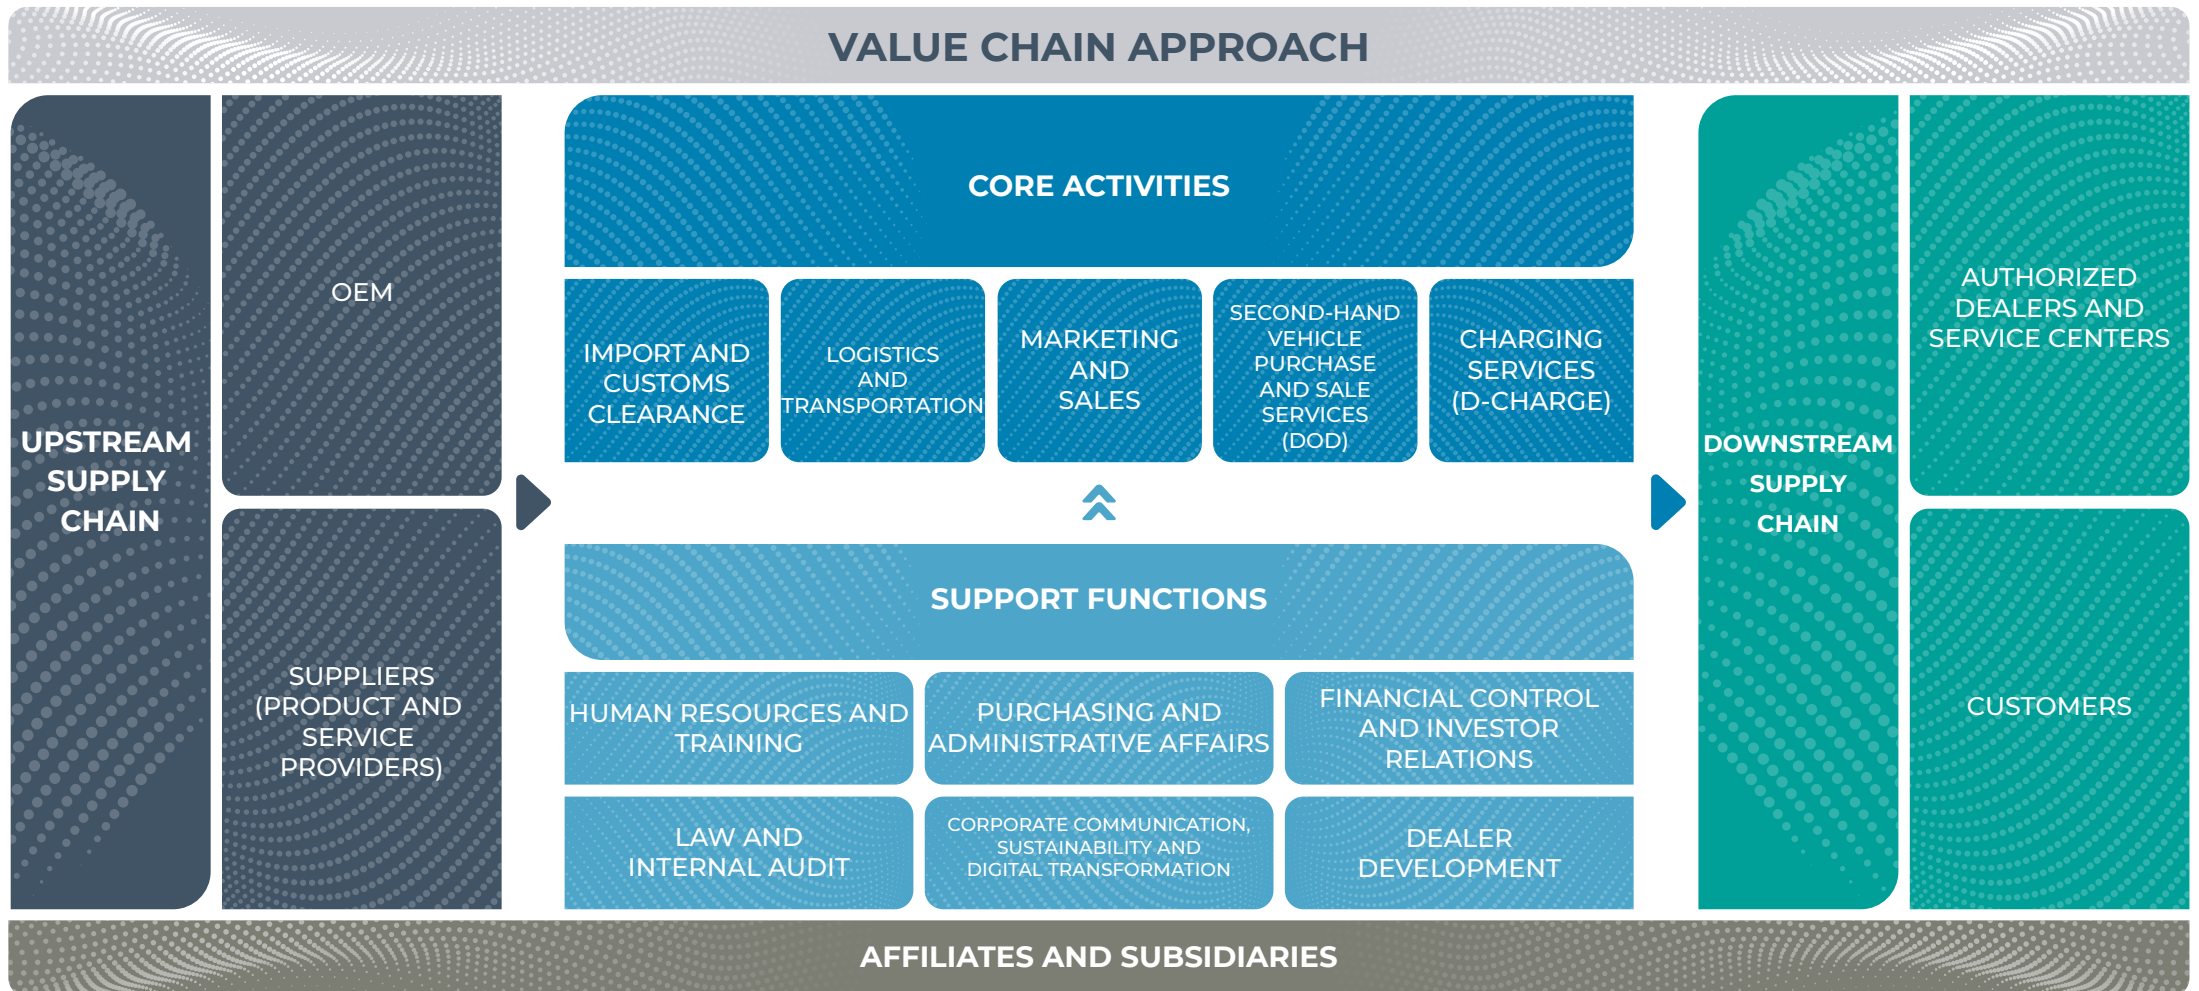 VALUE CHAIN APPROACH
UPSTREAM
SUPPLY
CHAIN
OEM
SUPPLIERS
(PRODUCT AND
SERVICE
PROVIDERS)
CORE ACTIVITIES
IMPORT AND
CUSTOMS
CLEARANCE
LOGISTICS
AND
TRANSPORTATION
MARKETING
AND
SALES
SECOND-HAND
VEHICLE
PURCHASE
AND SALE
SERVICES
(DOD)
CHARGING
SERVICES
(D-CHARGE)
SUPPORT FUNCTIONS
HUMAN RESOURCES AND
TRAINING
PURCHASING AND
ADMINISTRATIVE AFFAIRS
FINANCIAL CONTROL
AND INVESTOR
RELATIONS
LAW AND
INTERNAL AUDIT
CORPORATE COMMUNICATION,
SUSTAINABILITY AND
DIGITAL TRANSFORMATION
DEALER
DEVELOPMENT
DOWNSTREAM
SUPPLY
CHAIN
AUTHORIZED
DEALERS AND
SERVICE CENTERS
CUSTOMERS
AFFILIATES AND SUBSIDIARIES